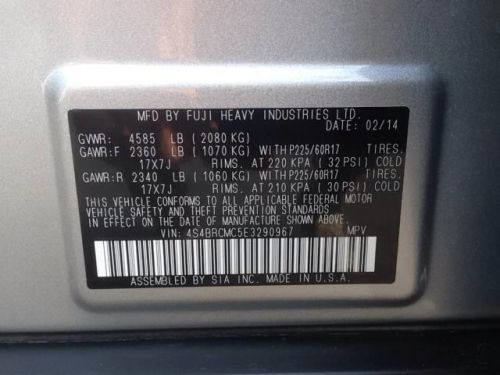 MFD BY FUJI HEAVY INDUSTRIES LTD.
DATE: 02/14
GVWR: 4585 LB ( 2080 KG)
GAWR:F 2360 LB ( 1070 KG) WITH P225/60R17 TIRES.
17X7J RIMS. AT 220 KPA ( 32 PSI) COLD
GAWR:R 2340 LB ( 1060 KG) WITH P225/60R17 TIRES.
17X7J RIMS. AT 210 KPA ( 30 PSI) COLD
THIS VEHICLE CONFORMS TO ALL APPLICABLE FEDERAL MOTOR
VEHICLE SAFETY AND THEFT PREVENTION STANDARDS
IN EFFECT ON THE DATE OF MANUFACTURE SHOWN ABOVE.
VIN: 4S4BRCMC5E3290967 MPV
ASSEMBLED BY SIA INC. MADE IN U.S.A.